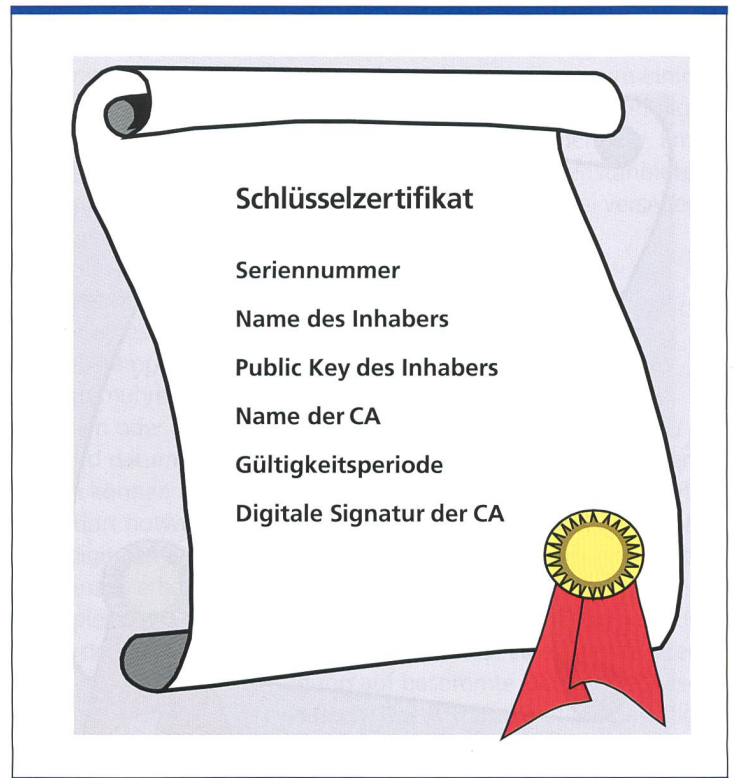 Schlüsselzertifikat
Seriennummer
Name des Inhabers
Public Key des Inhabers
Name der CA
Gültigkeitsperiode
Digitale Signatur der CA